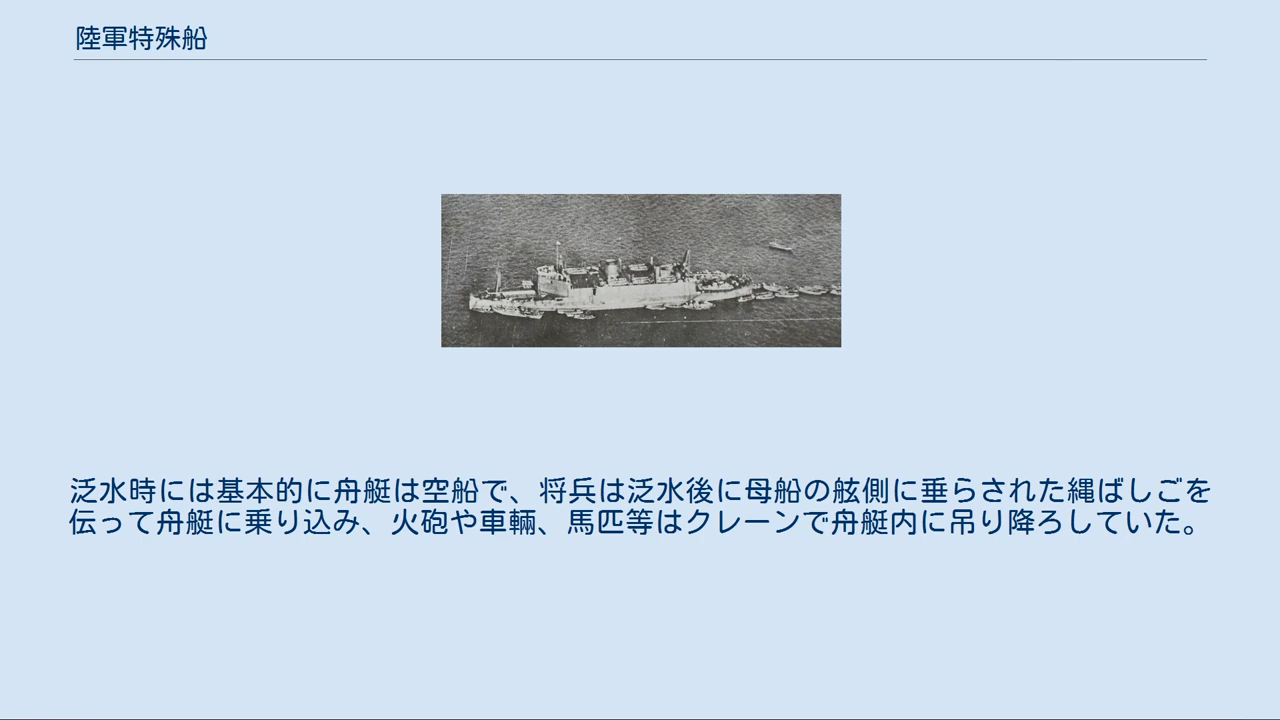 陸軍特殊船
泛水時には基本的に舟艇は空船で、将兵は泛水後に母船の舷側に垂らされた縄ばしごを
伝って舟艇に乗り込み、火砲や車輛、馬匹等はクレーンで舟艇内に吊り降ろしていた。